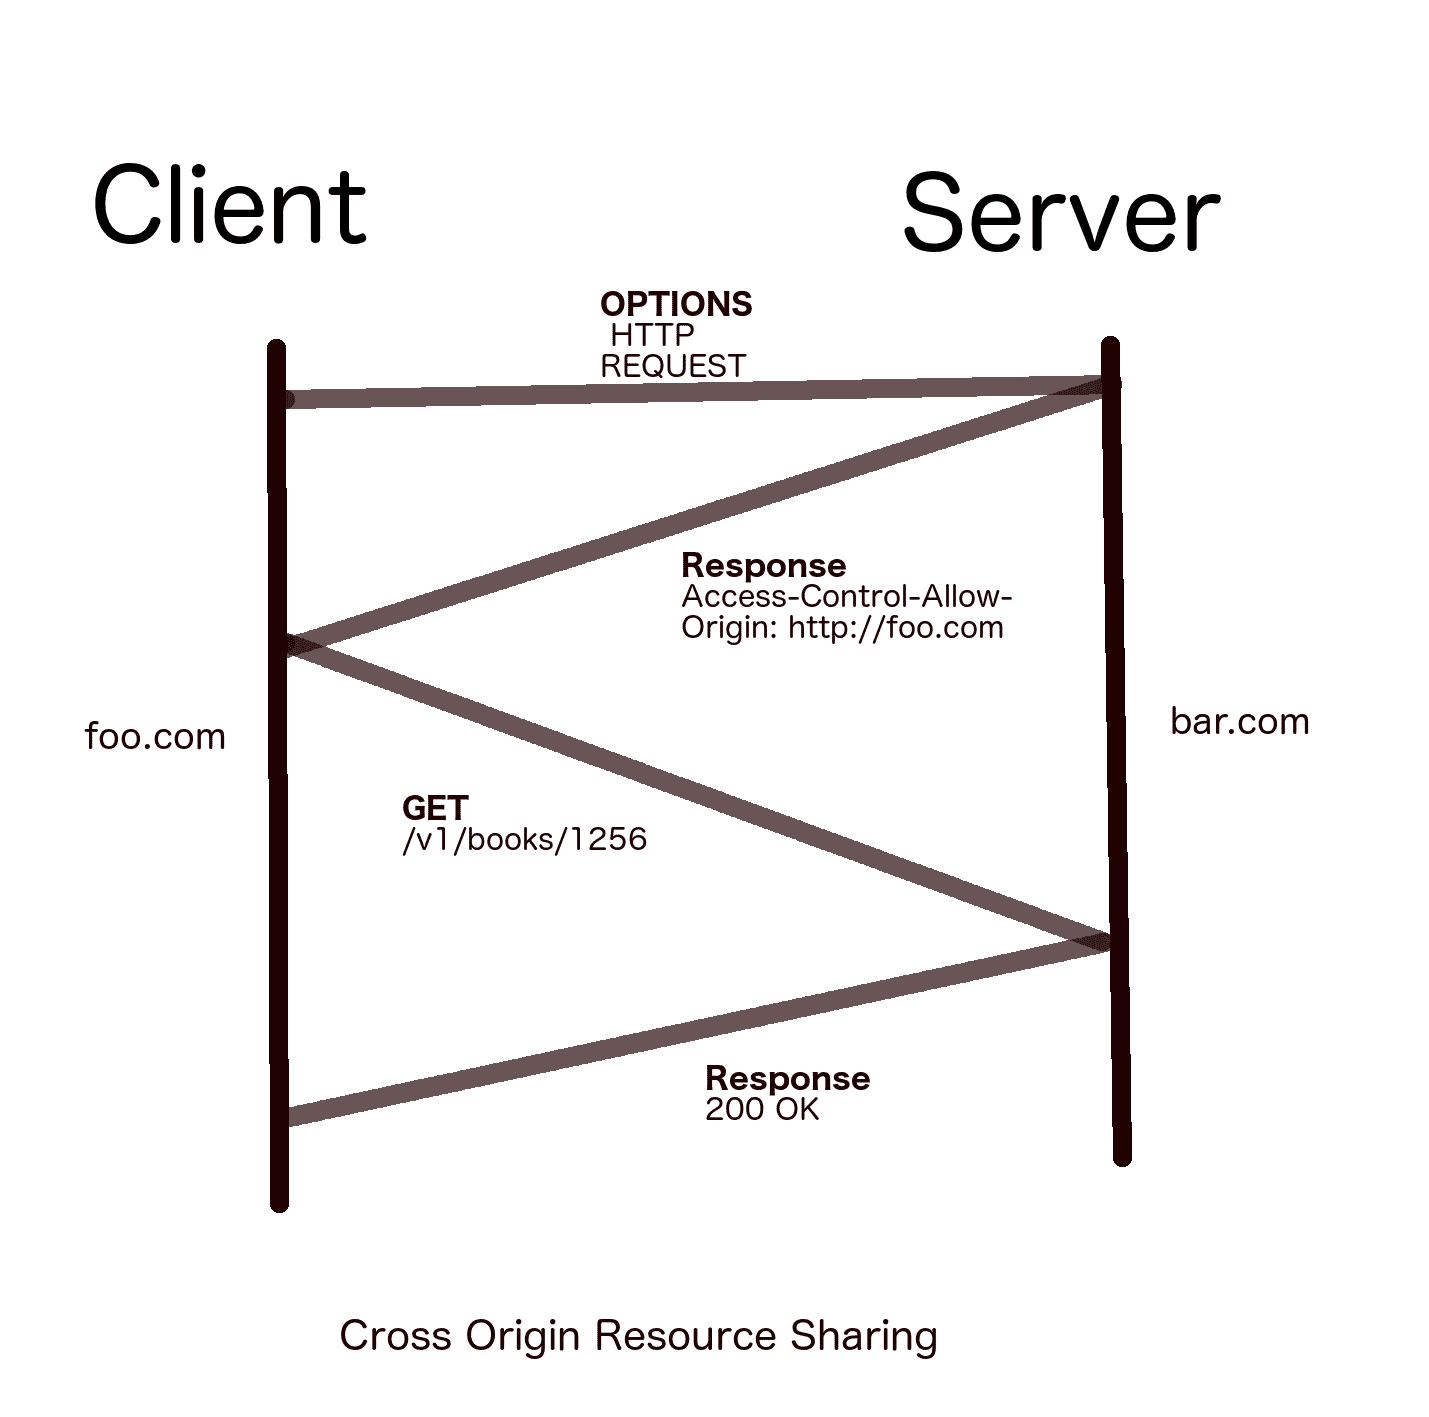 Client
Server
OPTIONS
HTTP
REQUEST
Response
Access-Control-Allow-
Origin: http://foo.com
foo.com
bar.com
GET
/v1/books/1256
Response
200 OK
Cross Origin Resource Sharing